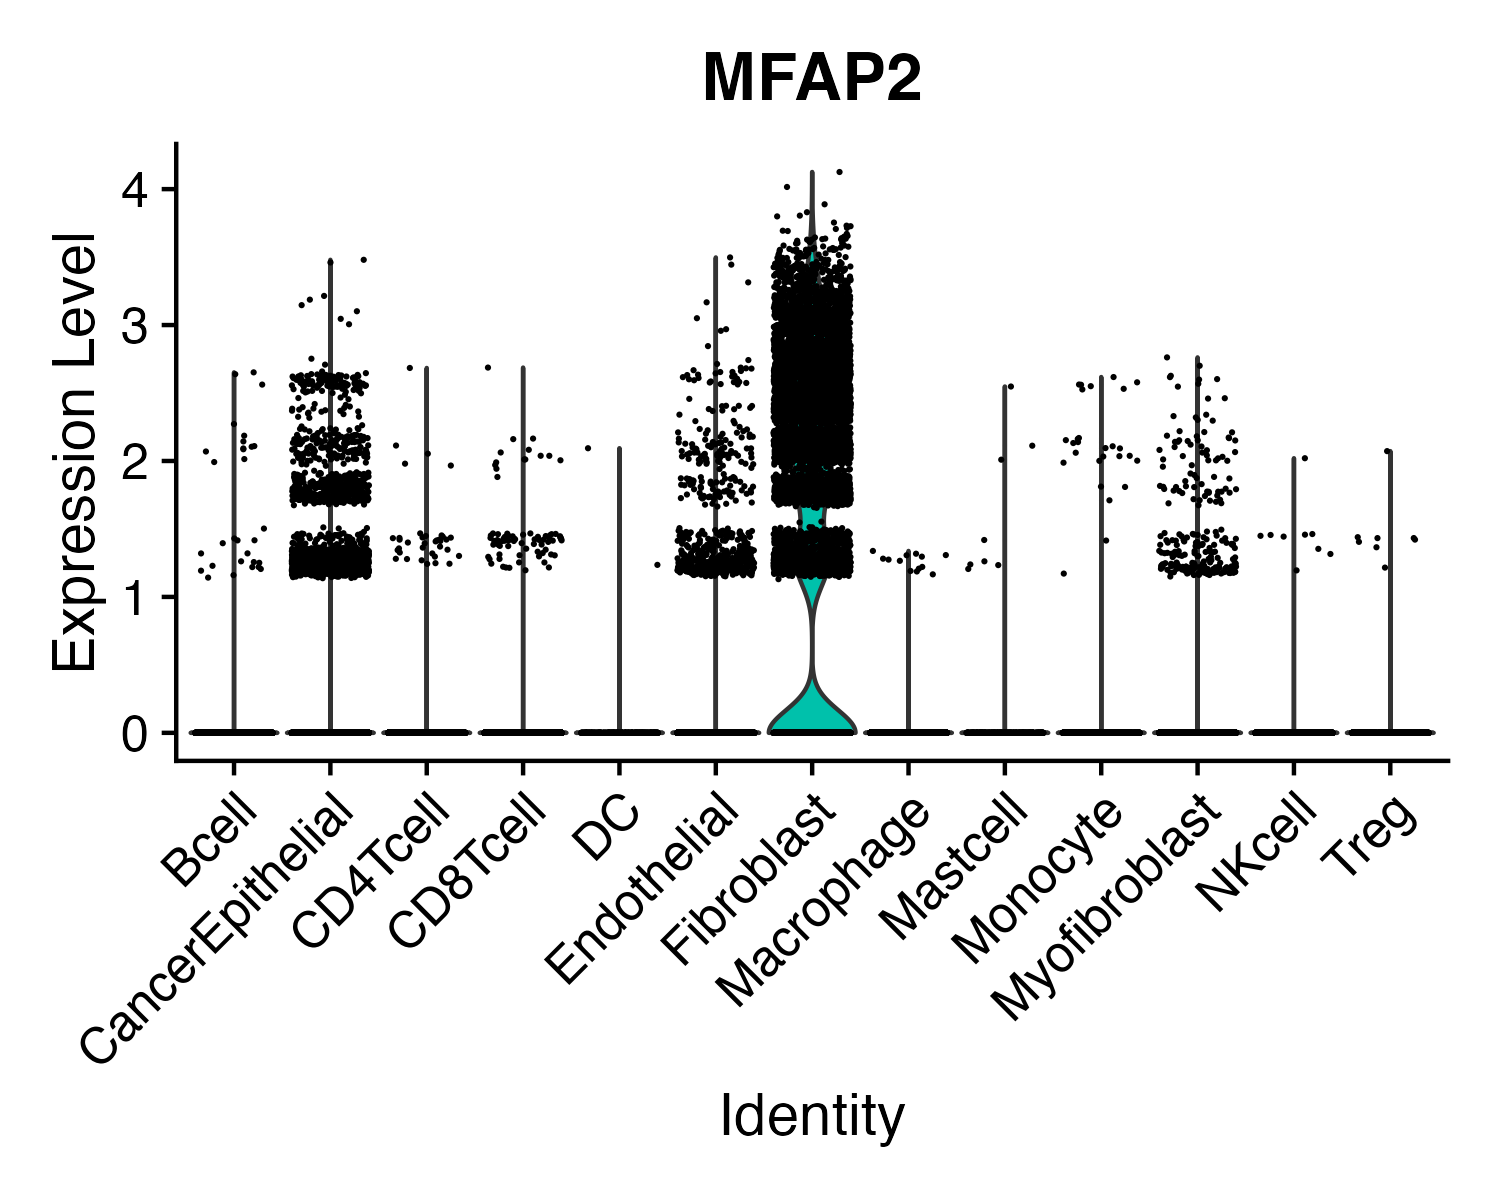 MFAP2
Expression Level
4
3
2
1
0
Bcell
CancerEpithelial
CD4Tcell
CD8Tcell
DC
Endothelial
Fibroblast
Macrophage
Mastcell
Monocyte
Myofibroblast
NKcell
Treg
Identity